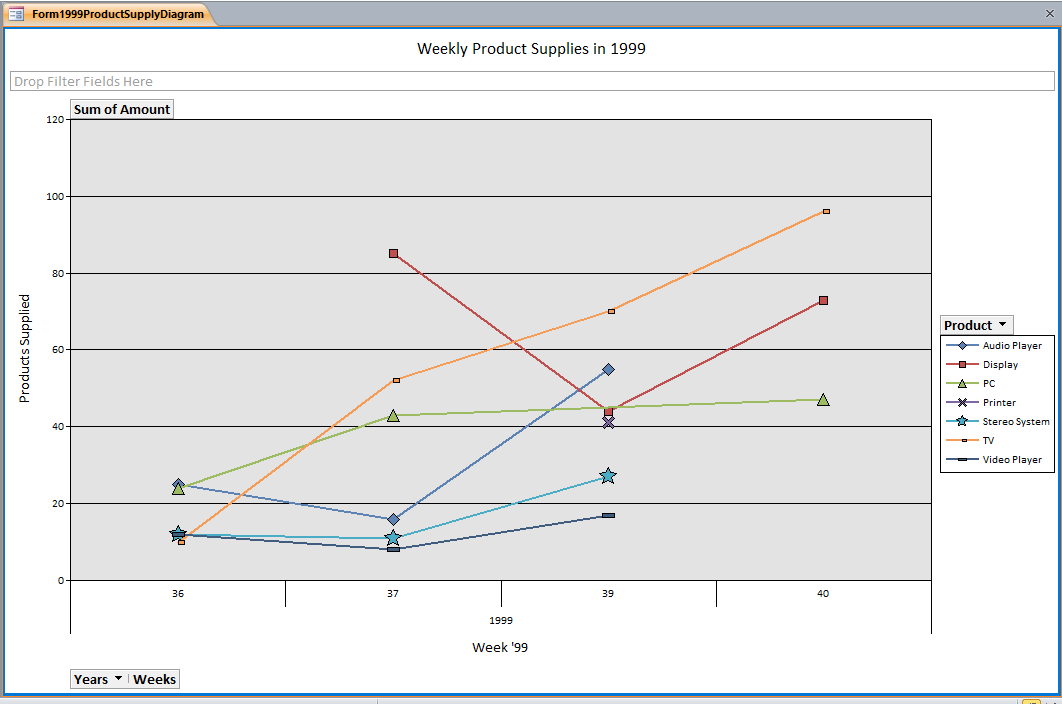 Form1999ProductSupplyDiagram
Weekly Product Supplies in 1999
Drop Filter Fields Here
Sum of Amount
120
100
80
60
40
20
0
Products Supplied
36 37 39 40
1999
Week '99
Years Weeks
Product
Audio Player
Display
PC
Printer
Stereo System
TV
Video Player